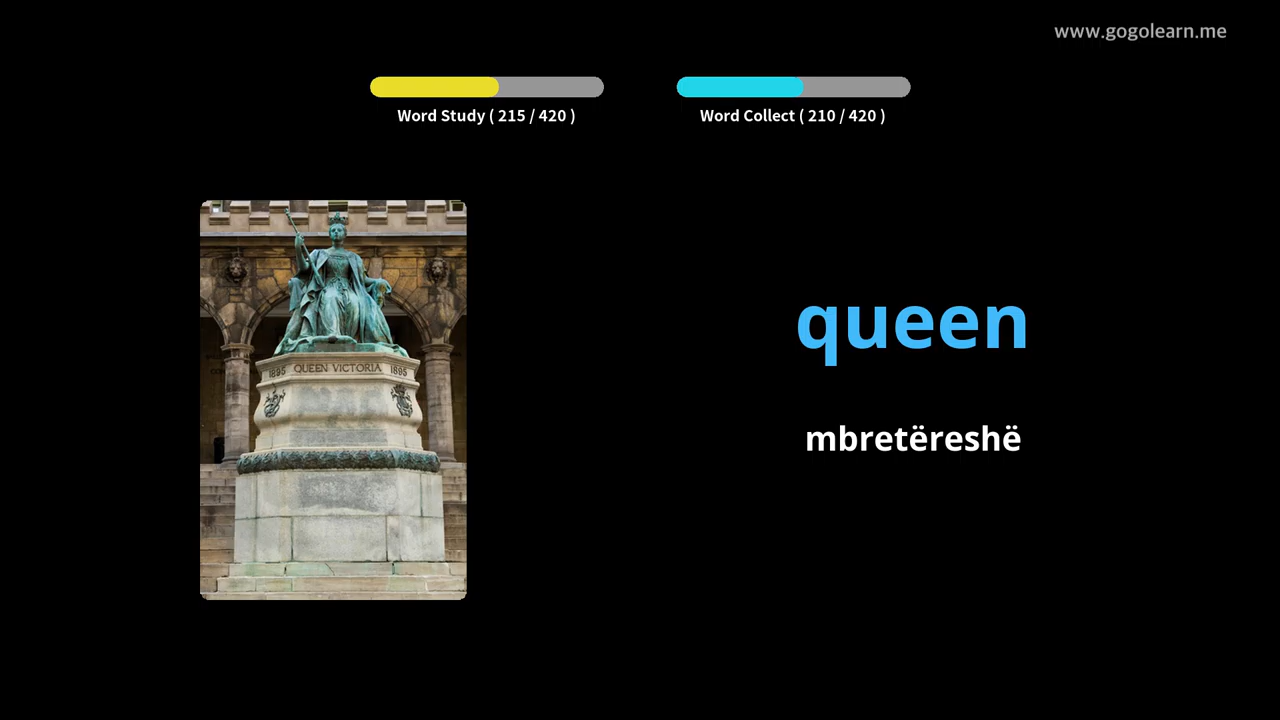 www.gogolearn.me
Word Study ( 215 / 420 )
Word Collect ( 210 / 420 )
1895 QUEEN VICTORIA 1895
queen
mbretëreshë